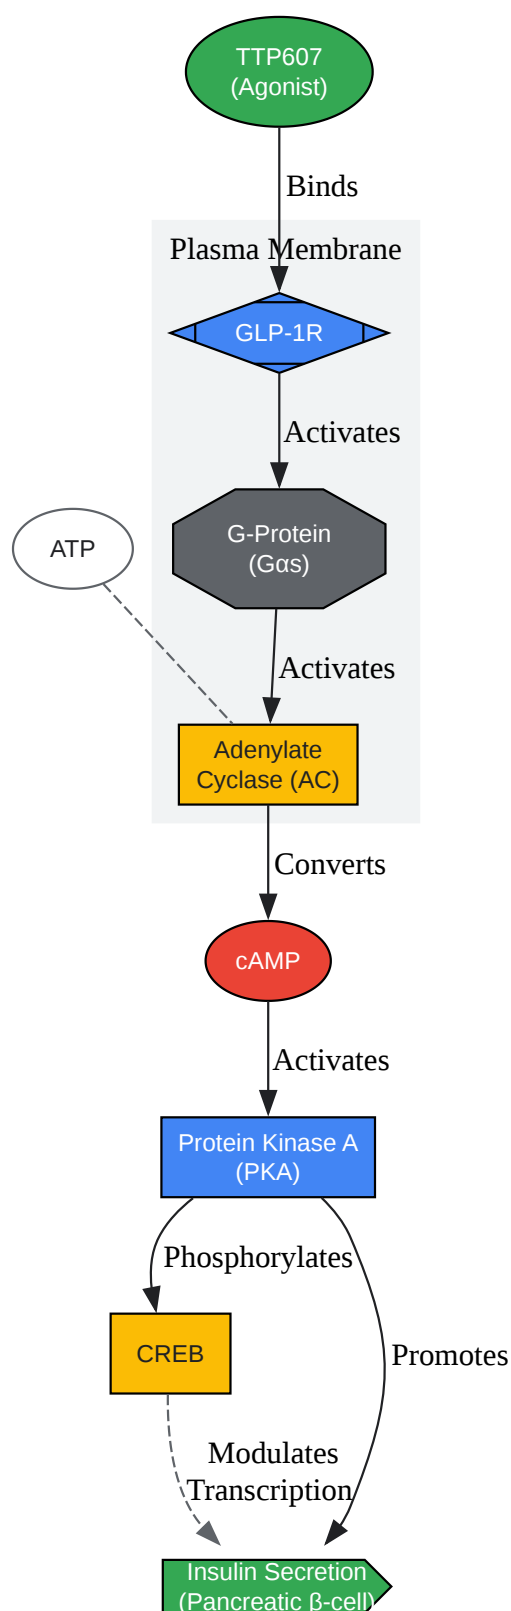 TTP607
(Agonist)
Binds
Plasma Membrane
GLP-1R
Activates
G-Protein
(Gαs)
ATP
Activates
Adenylate
Cyclase (AC)
Converts
cAMP
Activates
Protein Kinase A
(PKA)
Phosphorylates
CREB
Promotes
Modulates
Transcription
Insulin Secretion
(Pancreatic β-cell)